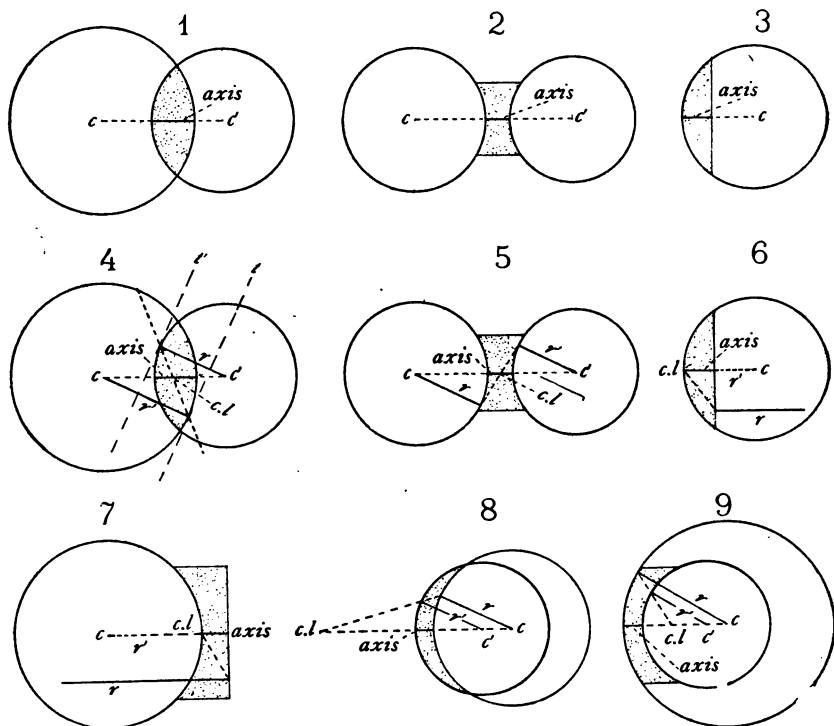 1 2 3
axis axis axis
c c' c c' c
4 5 6
l' l
axis r axis r axis
c c' c c' c.l r' c
r' c.l r c.l r
7 8 9
c c.l axis r r
r' c.l r' c r' c
axis c' c.l c'
r axis